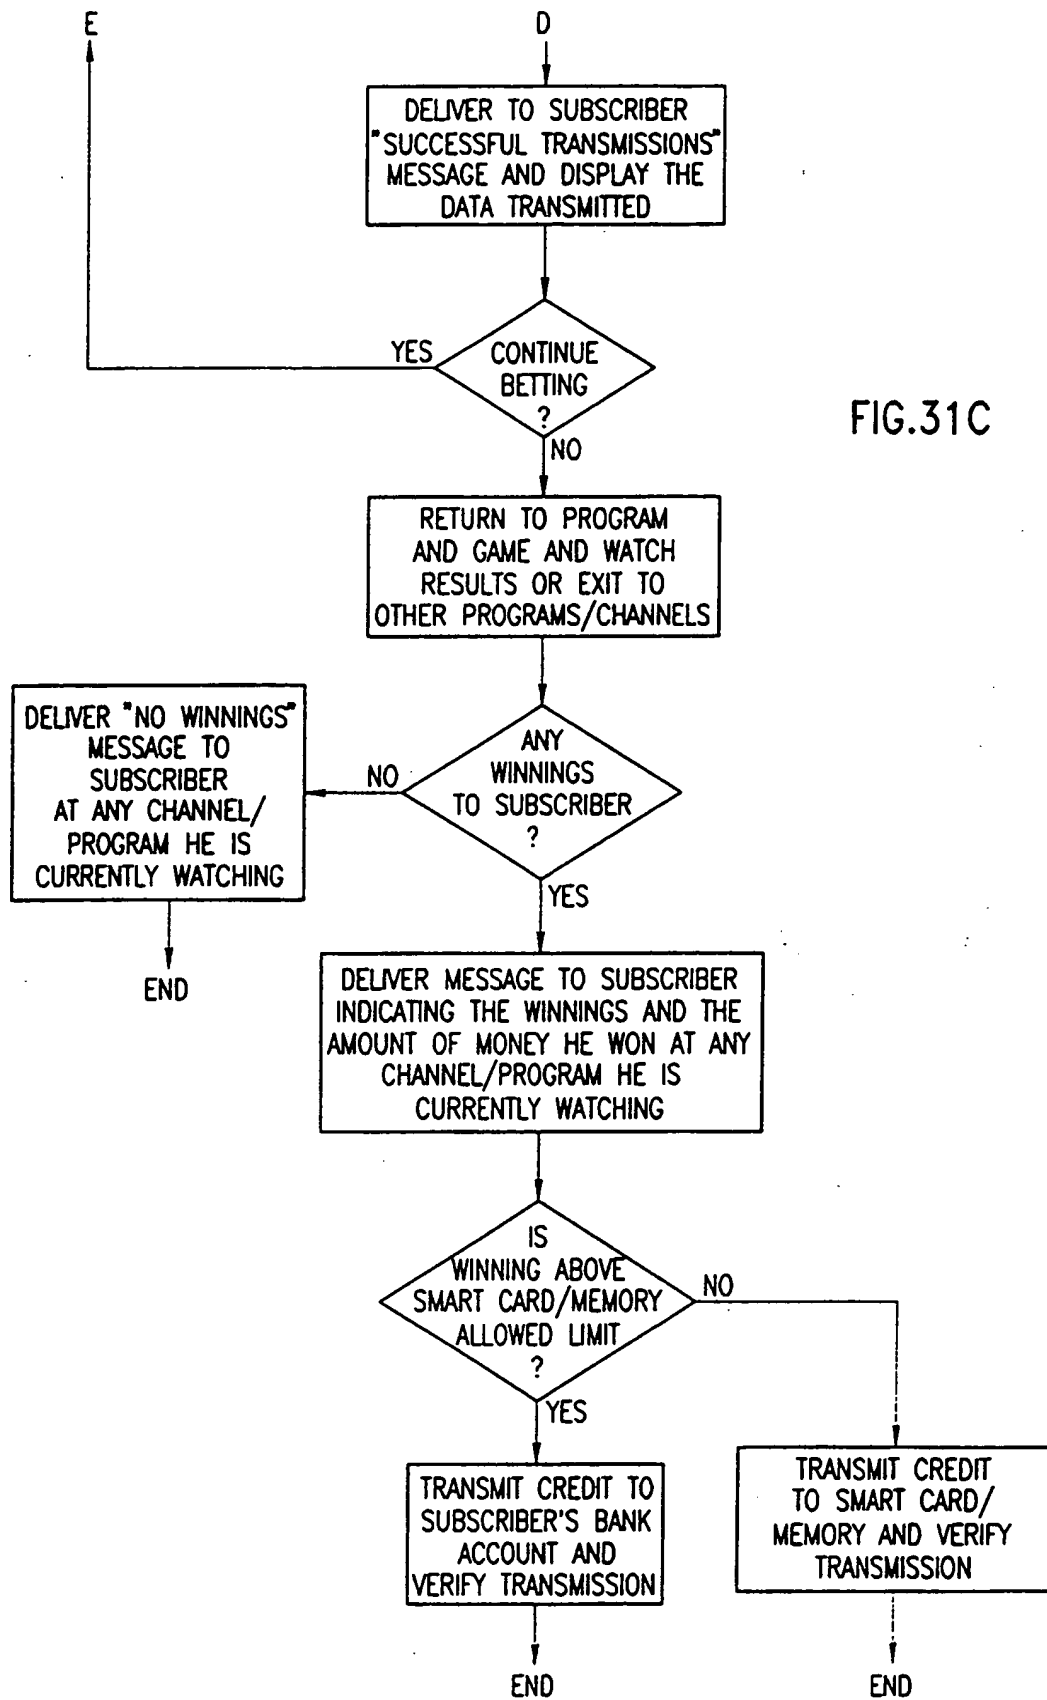 E
D
DELIVER TO SUBSCRIBER
"SUCCESSFUL TRANSMISSIONS"
MESSAGE AND DISPLAY THE
DATA TRANSMITTED
YES
CONTINUE
BETTING
?
NO
FIG.31C
RETURN TO PROGRAM
AND GAME AND WATCH
RESULTS OR EXIT TO
OTHER PROGRAMS/CHANNELS
DELIVER "NO WINNINGS"
MESSAGE TO
SUBSCRIBER
AT ANY CHANNEL/
PROGRAM HE IS
CURRENTLY WATCHING
END
NO
ANY
WINNINGS
TO SUBSCRIBER
?
YES
DELIVER MESSAGE TO SUBSCRIBER
INDICATING THE WINNINGS AND THE
AMOUNT OF MONEY HE WON AT ANY
CHANNEL/PROGRAM HE IS
CURRENTLY WATCHING
IS
WINNING ABOVE
SMART CARD/MEMORY
ALLOWED LIMIT
?
NO
YES
TRANSMIT CREDIT TO
SUBSCRIBER'S BANK
ACCOUNT AND
VERIFY TRANSMISSION
END
TRANSMIT CREDIT
TO SMART CARD/
MEMORY AND VERIFY
TRANSMISSION
END